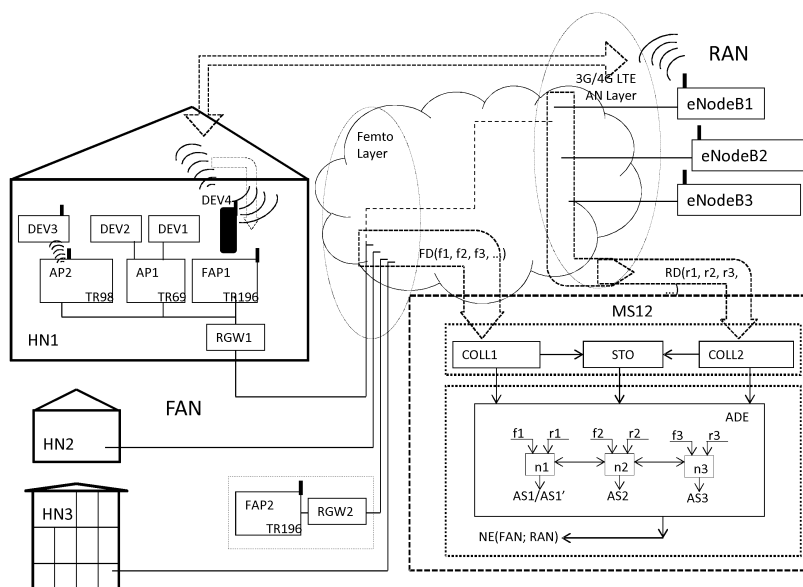 RAN
3G/4G LTE
AN Layer
eNodeB1
eNodeB2
eNodeB3
Femto
Layer
DEV4
DEV3
DEV2
DEV1
AP2
TR98
AP1
TR69
FAP1
TR196
RGW1
HN1
FD(f1, f2, f3, ...)
RD(r1, r2, r3,
...)
MS12
COLL1
STO
COLL2
ADE
f1
r1
f2
r2
f3
r3
n1
n2
n3
AS1/AS1’
AS2
AS3
NE(FAN; RAN)
FAN
HN2
HN3
FAP2
TR196
RGW2